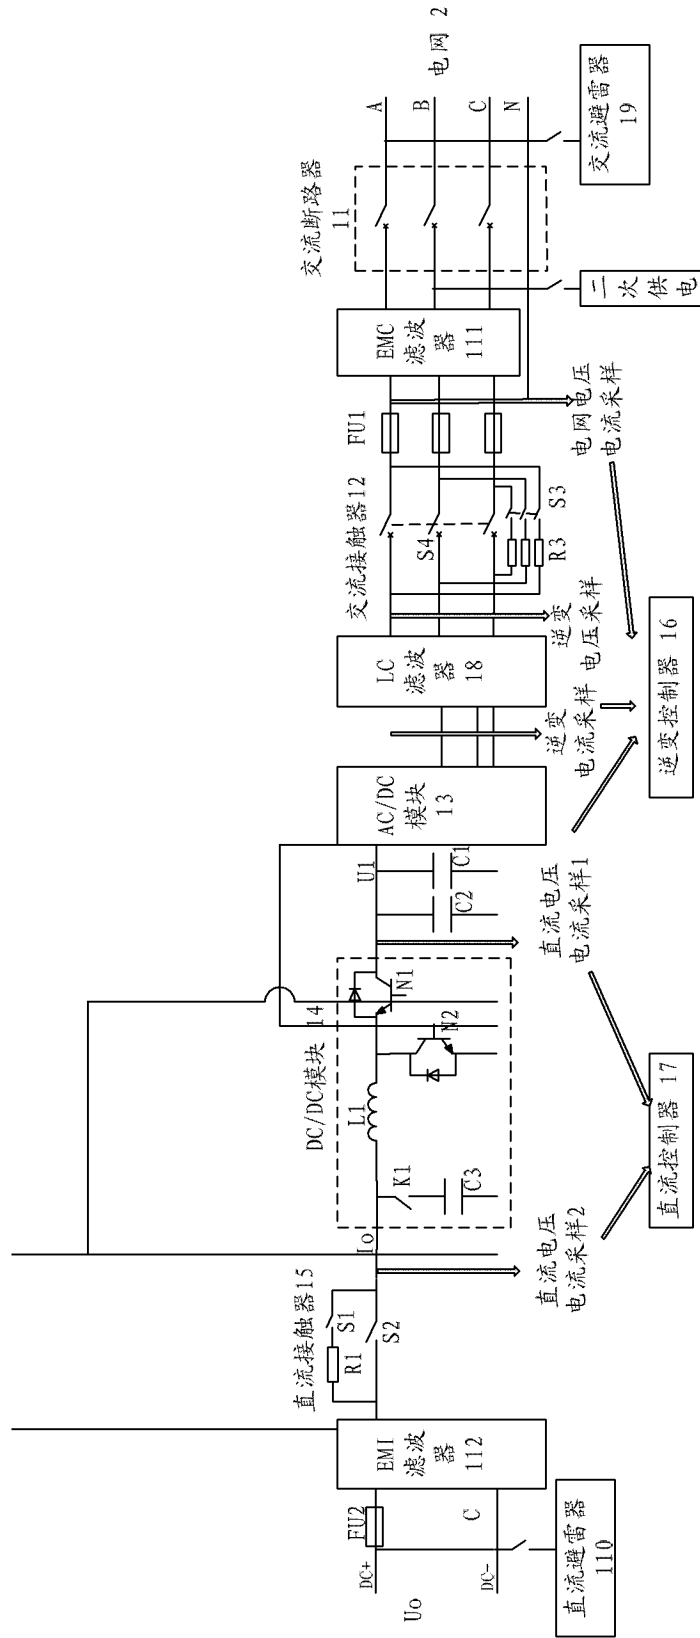 电网 2
A
B
C
N
交流避雷器
19
交流断路器
11
二次供电
EMC
滤波器
111
FU1
电网电压
电流采样
交流接触器12
S4
S3
R3
逆变
电压采样
LC
滤波器
18
逆变
电流采样
逆变控制器 16
AC/DC
模块
13
U1
C1
C2
直流电压
电流采样1
14
DC/DC模块
N1
N2
L1
K1
C3
直流控制器 17
Io
直流电压
电流采样2
直流接触器15
S1
R1
S2
EMI
滤波器
112
FU2
C
DC+
DC-
Uo
直流避雷器
110